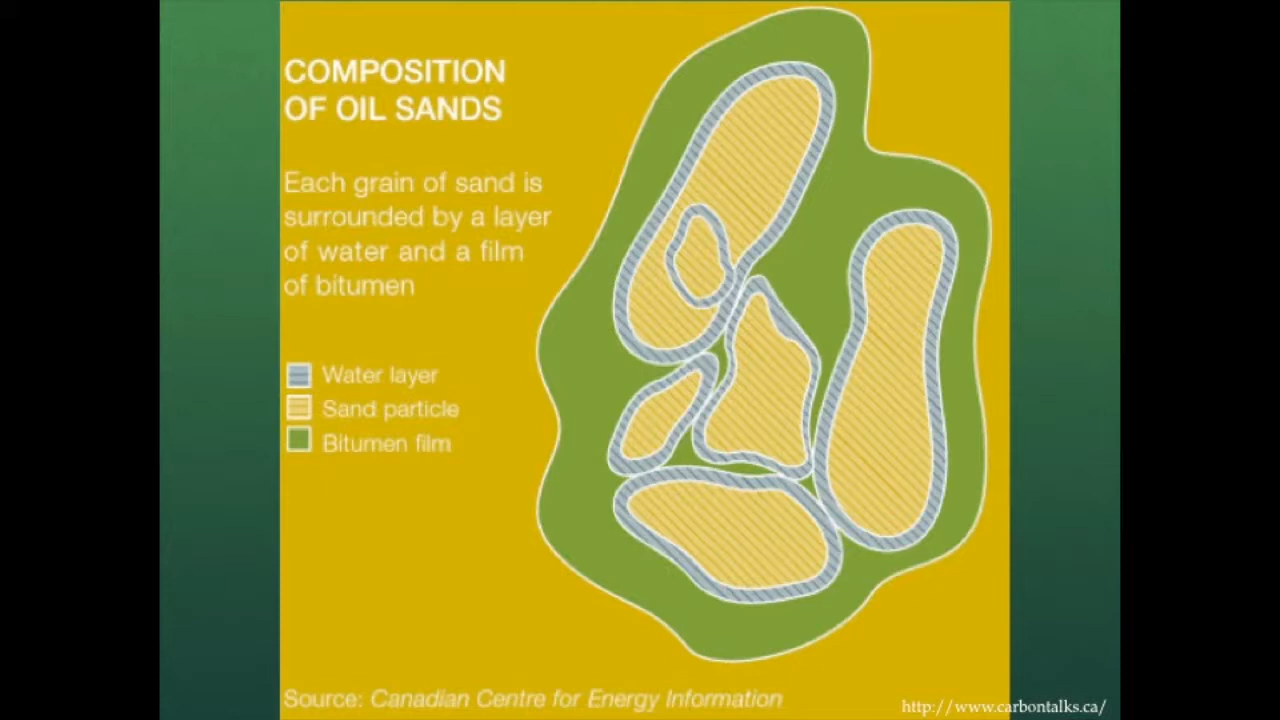 COMPOSITION
OF OIL SANDS
Each grain of sand is
surrounded by a layer
of water and a film
of bitumen
Water layer
Sand particle
Bitumen film
Source: Canadian Centre for Energy Information
http://www.carbontalks.ca/